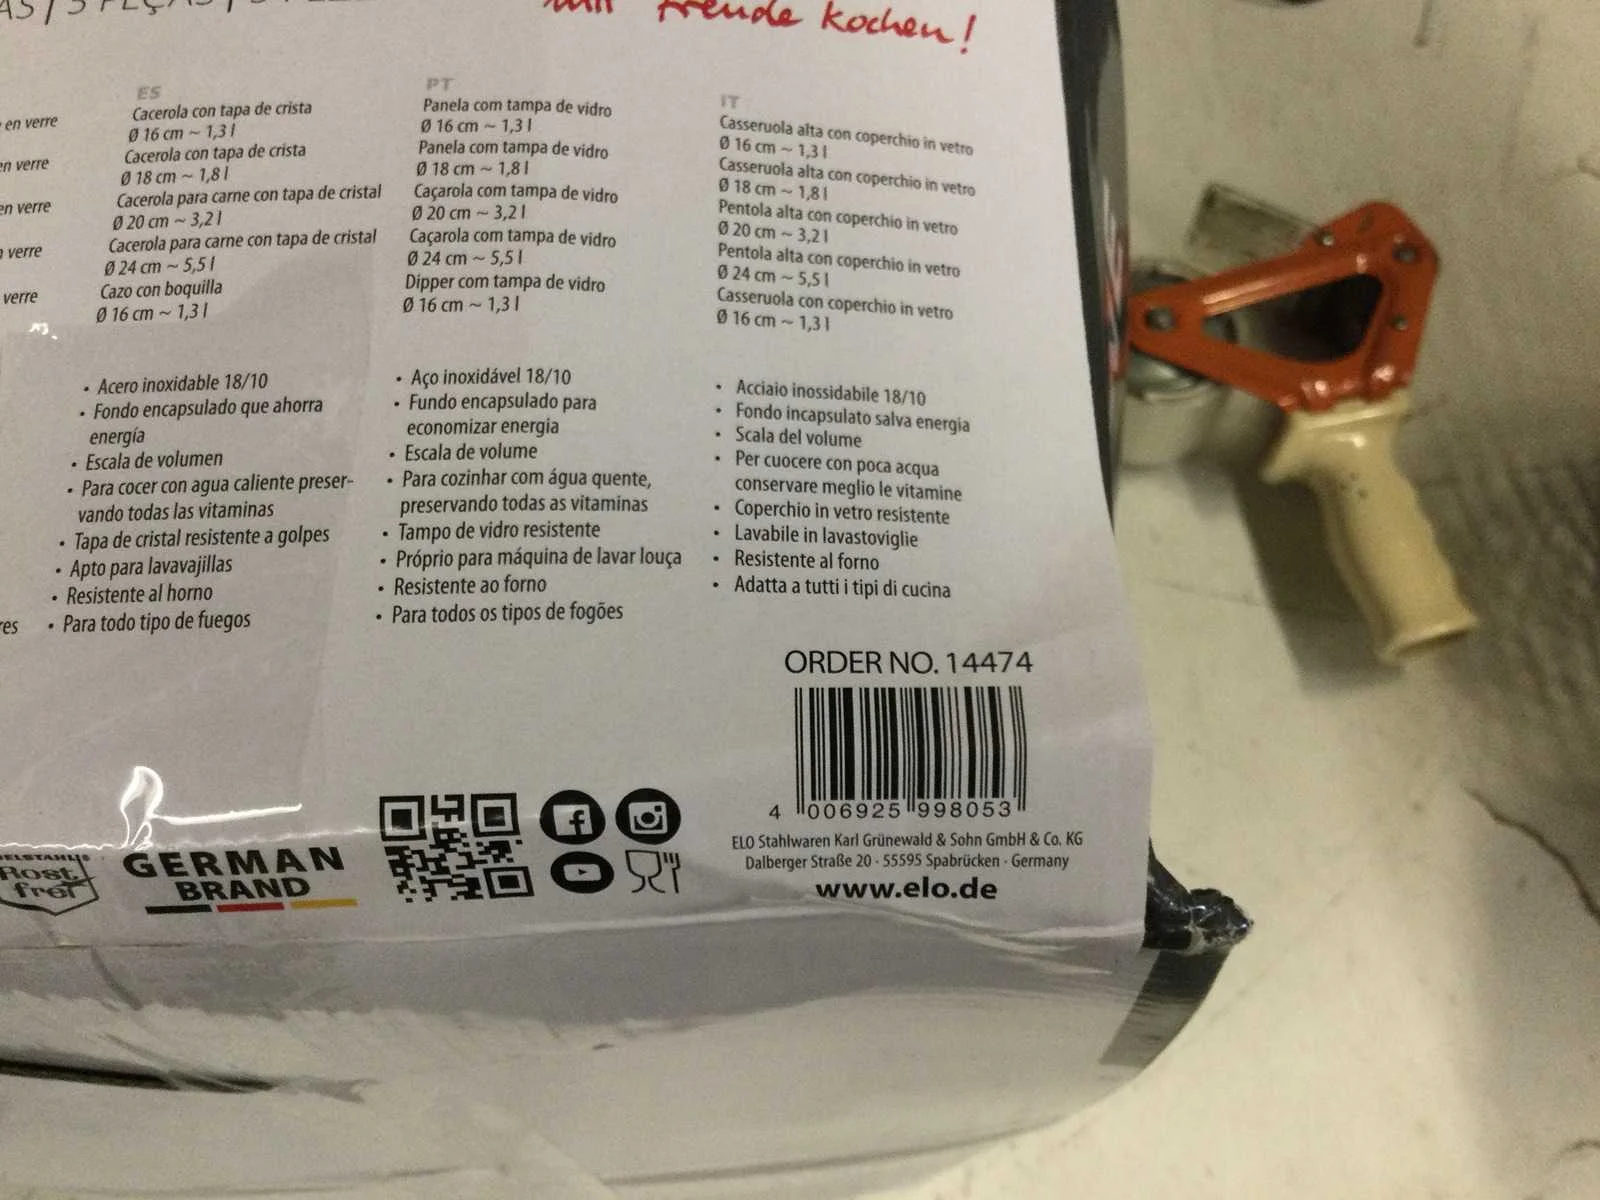 mit Freude kochen!
en verre
en verre
en verre
verre
verre
res
ES
Cacerola con tapa de crista
Ø 16 cm ~ 1,3 l
Cacerola con tapa de crista
Ø 18 cm ~ 1,8 l
Cacerola para carne con tapa de cristal
Ø 20 cm ~ 3,2 l
Cacerola para carne con tapa de cristal
Ø 24 cm ~ 5,5 l
Cazo con boquilla
Ø 16 cm ~ 1,3 l
• Acero inoxidable 18/10
• Fondo encapsulado que ahorra
energía
• Escala de volumen
• Para cocer con agua caliente preser-
vando todas las vitaminas
• Tapa de cristal resistente a golpes
• Apto para lavavajillas
• Resistente al horno
• Para todo tipo de fuegos
PT
Panela com tampa de vidro
Ø 16 cm ~ 1,3 l
Panela com tampa de vidro
Ø 18 cm ~ 1,8 l
Caçarola com tampa de vidro
Ø 20 cm ~ 3,2 l
Caçarola com tampa de vidro
Ø 24 cm ~ 5,5 l
Dipper com tampa de vidro
Ø 16 cm ~ 1,3 l
• Aço inoxidável 18/10
• Fundo encapsulado para
economizar energia
• Escala de volume
• Para cozinhar com água quente,
preservando todas as vitaminas
• Tampo de vidro resistente
• Próprio para máquina de lavar louça
• Resistente ao forno
• Para todos os tipos de fogões
IT
Casseruola alta con coperchio in vetro
Ø 16 cm ~ 1,3 l
Casseruola alta con coperchio in vetro
Ø 18 cm ~ 1,8 l
Pentola alta con coperchio in vetro
Ø 20 cm ~ 3,2 l
Pentola alta con coperchio in vetro
Ø 24 cm ~ 5,5 l
Casseruola con coperchio in vetro
Ø 16 cm ~ 1,3 l
• Acciaio inossidabile 18/10
• Fondo incapsulato salva energia
• Scala del volume
• Per cuocere con poca acqua
conservare meglio le vitamine
• Coperchio in vetro resistente
• Lavabile in lavastoviglie
• Resistente al forno
• Adatta a tutti i tipi di cucina
ORDER NO. 14474
4 006925 998053
ELO Stahlwaren Karl Grünewald & Sohn GmbH & Co. KG
Dalberger Straße 20 · 55595 Spabrücken · Germany
www.elo.de
Rost
frei
GERMAN
BRAND